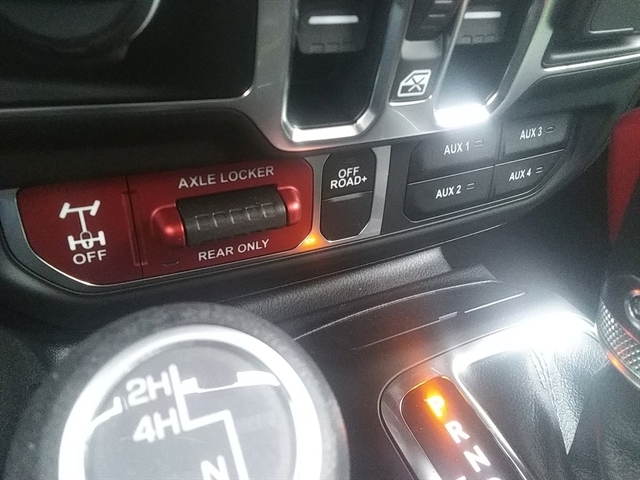 AXLE LOCKER
OFF
REAR ONLY
OFF
ROAD+
AUX 1
AUX 3
AUX 2
AUX 4
2H
4H
N
P
R
N